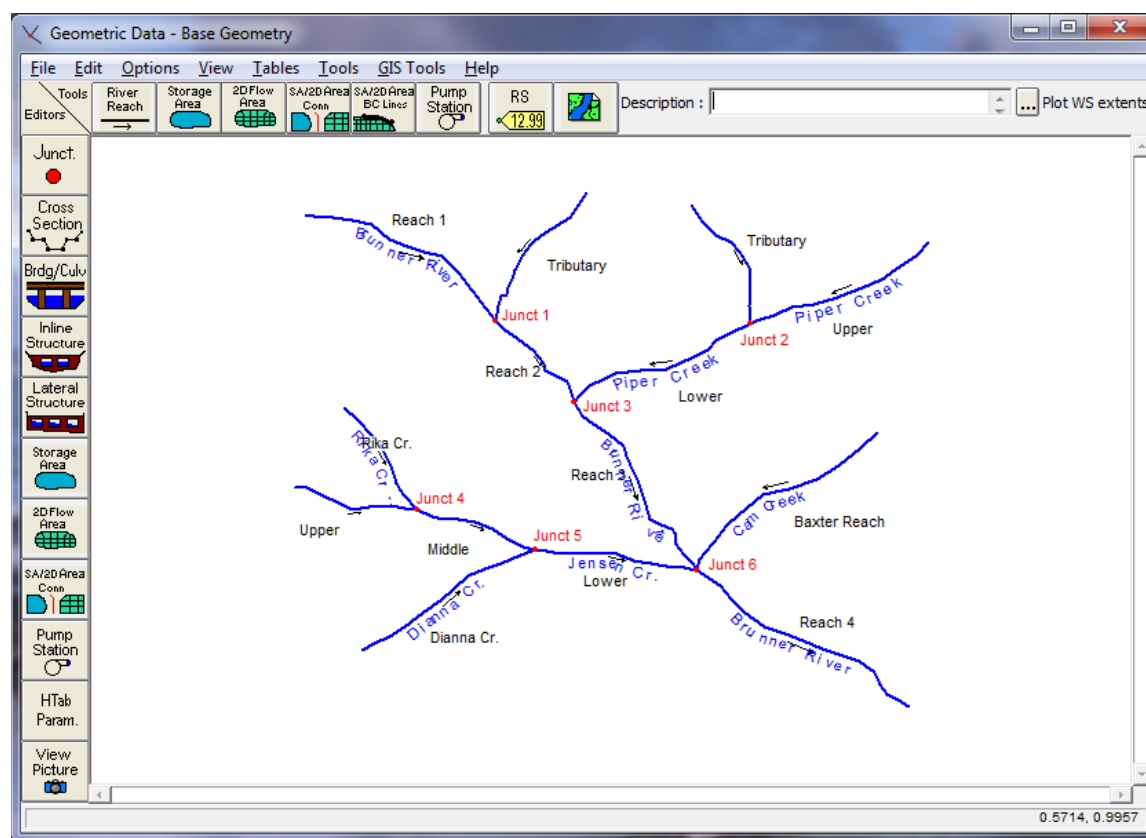 Geometric Data - Base Geometry
File Edit Options View Tables Tools GIS Tools Help
Tools
Editors
River
Reach
Storage
Area
2D Flow
Area
SA/2D Area
Conn
SA/2D Area
BC Lines
Pump
Station
RS
12.99
Description :
...
Plot WS extents
Junct.
Cross
Section
Brdg/Culv
Inline
Structure
Lateral
Structure
Storage
Area
2D Flow
Area
SA/2D Area
Conn
Pump
Station
HTab
Param.
View
Picture
Reach 1
Tributary
Tributary
Junct 1
Piper Creek
Upper
Junct 2
Reach 2
Piper Creek
Lower
Junct 3
Rika Cr.
Rika Cr.
Reach 3
Junct 4
Upper
Middle
Junct 5
Creek
Baxter Reach
Jensen Cr.
Lower
Junct 6
Dianna Cr.
Dianna Cr.
Reach 4
Brunner River
0.5714, 0.9957